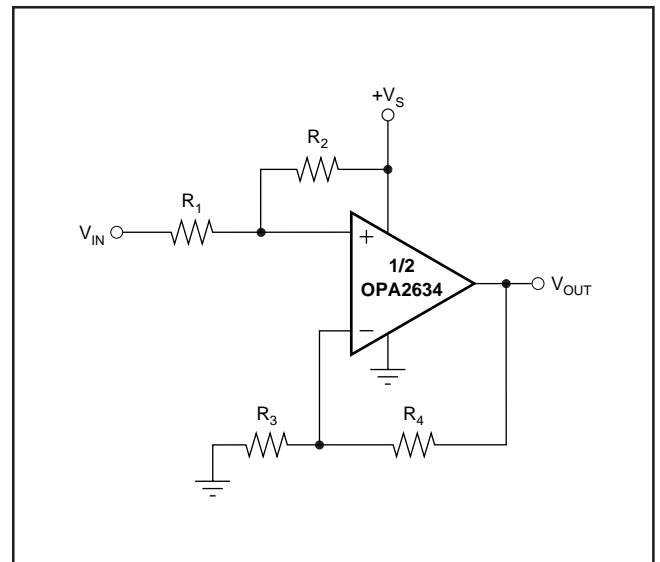 +V_S
R_2
R_1
V_IN
+
1/2
OPA2634
V_OUT
−
R_3
R_4